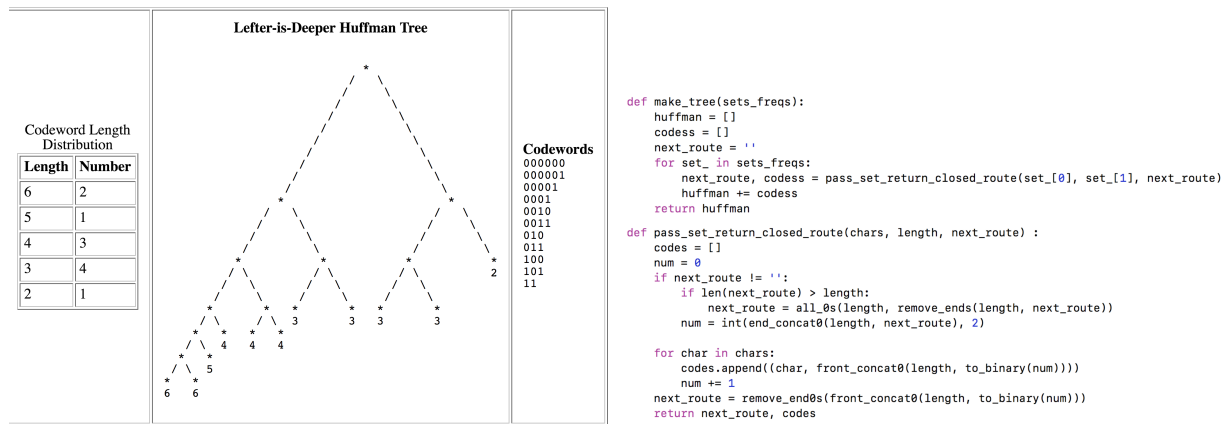 Lefter-is-Deeper Huffman Tree
Codeword Length
Distribution
Length Number
6 2
5 1
4 3
3 4
2 1
*
/ \
/ \
/ \
/ \
/ \
/ \
/ \
/ \
/ \
* *
/ \ / \
/ \ / \
/ \ / \
/ \ / \
* * * *
/ \ / \ / \ 2
/ \ / \ / \
/ \ / \ / \
* * * * * *
/ \ / \ 3 3 3 3
* * * *
/ \ 4 4 4
* *
/ \ 5
* *
6 6
Codewords
000000
000001
00001
0001
0010
0011
010
011
100
101
11
def make_tree(sets_freqs):
    huffman = []
    codess = []
    next_route = ''
    for set_ in sets_freqs:
        next_route, codess = pass_set_return_closed_route(set_[0], set_[1], next_route)
        huffman += codess
    return huffman
def pass_set_return_closed_route(chars, length, next_route) :
    codes = []
    num = 0
    if next_route != '':
        if len(next_route) > length:
            next_route = all_0s(length, remove_ends(length, next_route))
        num = int(end_concat0(length, next_route), 2)
    for char in chars:
        codes.append((char, front_concat0(length, to_binary(num))))
        num += 1
    next_route = remove_end0s(front_concat0(length, to_binary(num)))
    return next_route, codes